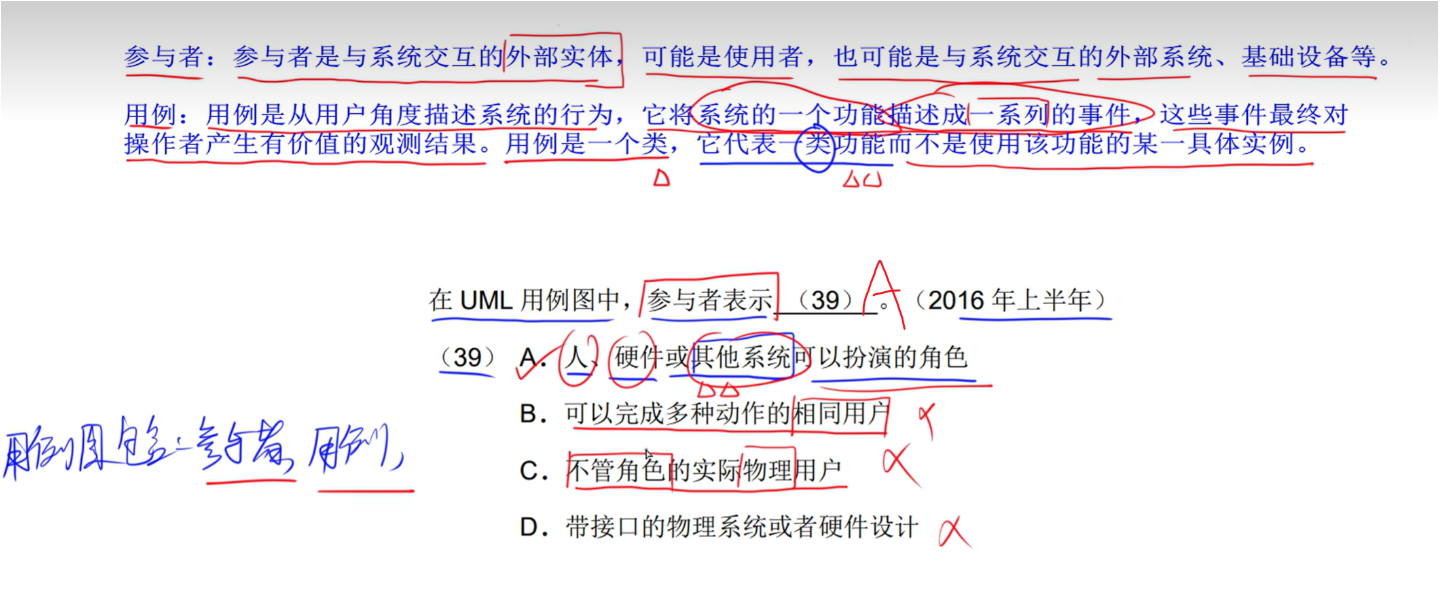 参与者：参与者是与系统交互的外部实体，可能是使用者，也可能是与系统交互的外部系统、基础设备等。
用例：用例是从用户角度描述系统的行为，它将系统的一个功能描述成一系列的事件，这些事件最终对
操作者产生有价值的观测结果。用例是一个类，它代表一类功能而不是使用该功能的某一具体实例。
在 UML 用例图中，参与者表示 （39） 。（2016 年上半年） A
（39） A．人、硬件或其他系统可以扮演的角色
B．可以完成多种动作的相同用户
C．不管角色的实际物理用户
D．带接口的物理系统或者硬件设计
用例图包含：参与者、用例，